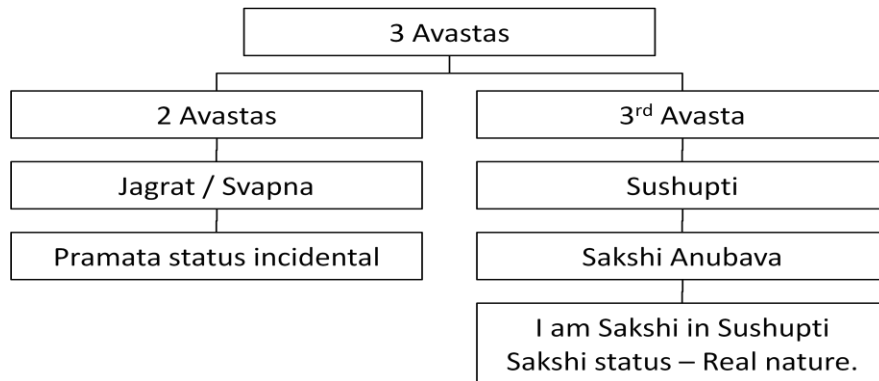 3 Avastas
2 Avastas
Jagrat / Svapna
Pramata status incidental
3rd Avasta
Sushupti
Sakshi Anubava
I am Sakshi in Sushupti
Sakshi status – Real nature.